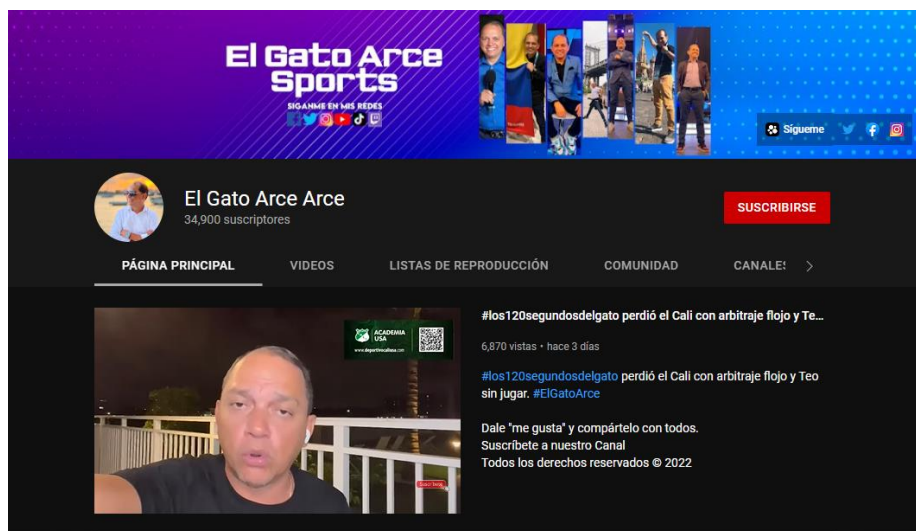 El Gato Arce
Sports
SIGANME EN MIS REDES
Sígueme
El Gato Arce Arce
34,900 suscriptores
SUSCRIBIRSE
PÁGINA PRINCIPAL VIDEOS LISTAS DE REPRODUCCIÓN COMUNIDAD CANALES
ACADEMIA
USA
www.deportivocaliusa.com
#los120segundosdelgato perdió el Cali con arbitraje flojo y Te...
6,870 vistas • hace 3 días
#los120segundosdelgato perdió el Cali con arbitraje flojo y Teo
sin jugar. #ElGatoArce
Dale "me gusta" y compártelo con todos.
Suscríbete a nuestro Canal
Todos los derechos reservados © 2022